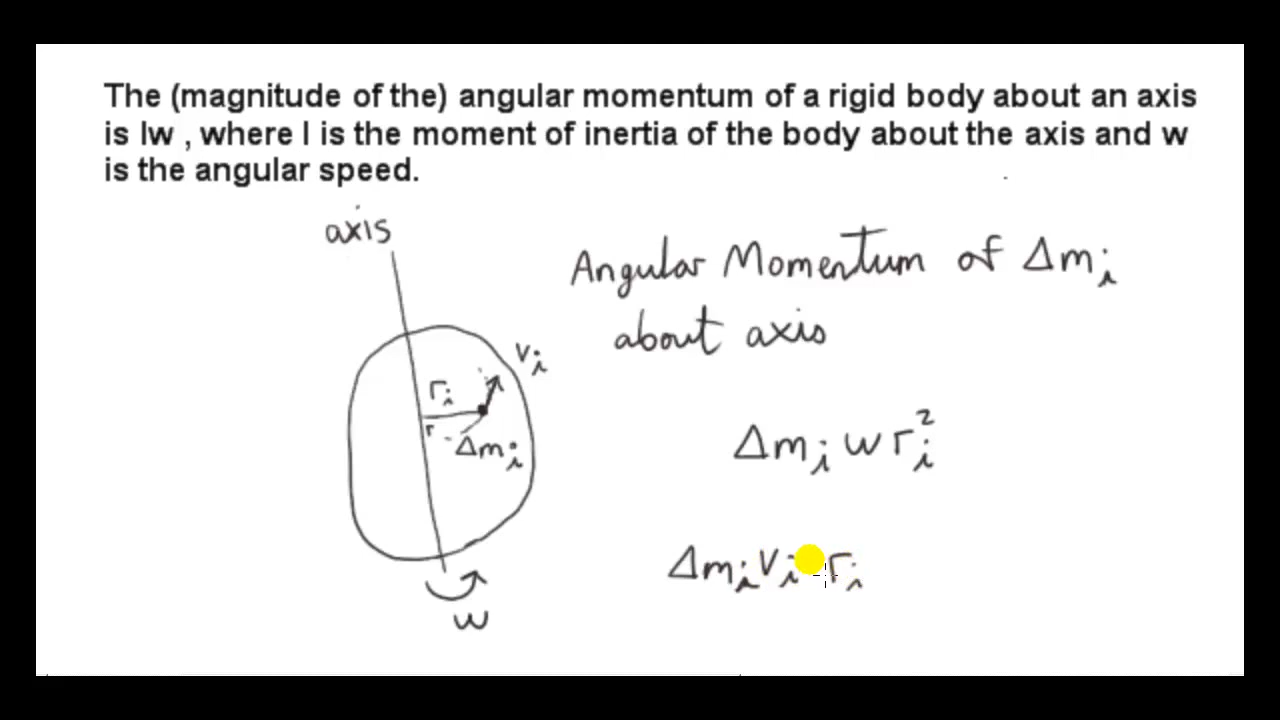 The (magnitude of the) angular momentum of a rigid body about an axis
is Iw , where I is the moment of inertia of the body about the axis and w
is the angular speed.
axis
Angular Momentum of Δmᵢ
about axis
vᵢ
rᵢ
r
Δmᵢ
Δmᵢ w rᵢ²
Δmᵢ vᵢ rᵢ
w